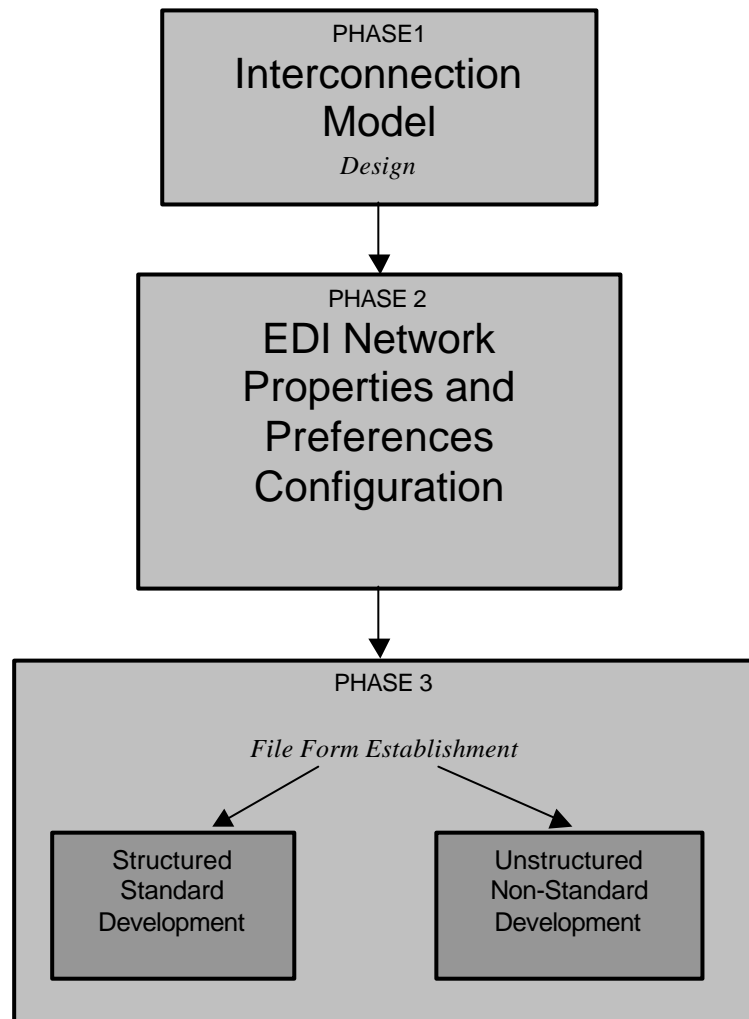 PHASE1
Interconnection
Model
Design
PHASE 2
EDI Network
Properties and
Preferences
Configuration
PHASE 3
File Form Establishment
Structured
Standard
Development
Unstructured
Non-Standard
Development